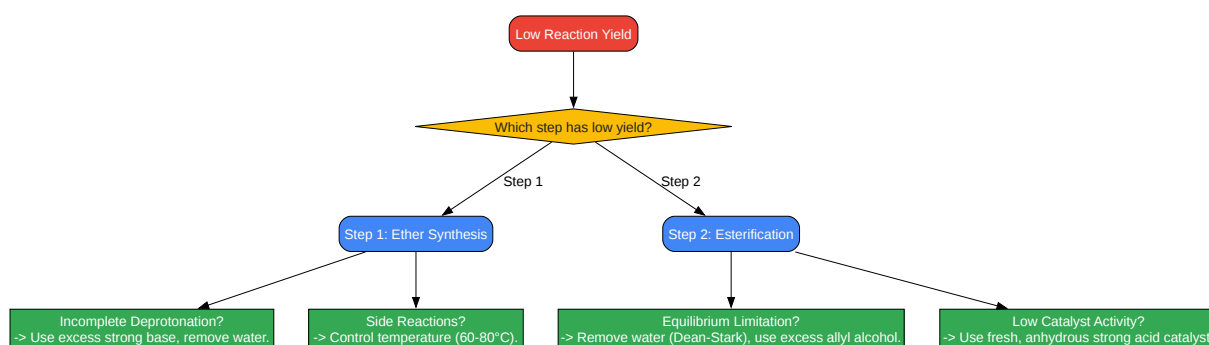 Low Reaction Yield
Which step has low yield?
Step 1
Step 2
Step 1: Ether Synthesis
Step 2: Esterification
Incomplete Deprotonation?
-> Use excess strong base, remove water.
Side Reactions?
-> Control temperature (60-80°C).
Equilibrium Limitation?
-> Remove water (Dean-Stark), use excess allyl alcohol.
Low Catalyst Activity?
-> Use fresh, anhydrous strong acid catalyst